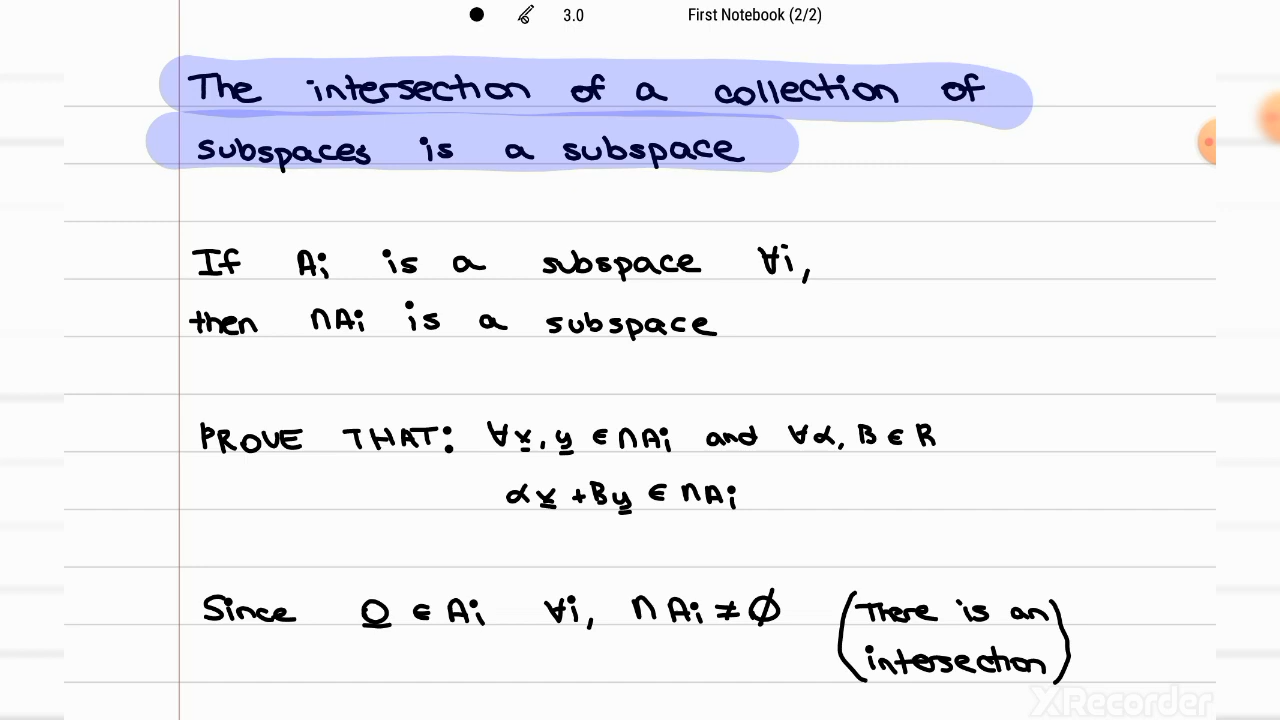 3.0 First Notebook (2/2)
The intersection of a collection of
subspaces is a subspace
If Ai is a subspace ∀i,
then ∩Ai is a subspace
PROVE THAT: ∀x, y ∈ ∩Ai and ∀α, B ∈ R
αx + By ∈ ∩Ai
Since 0 ∈ Ai ∀i, ∩Ai ≠ ∅ (There is an
intersection)
XRecorder